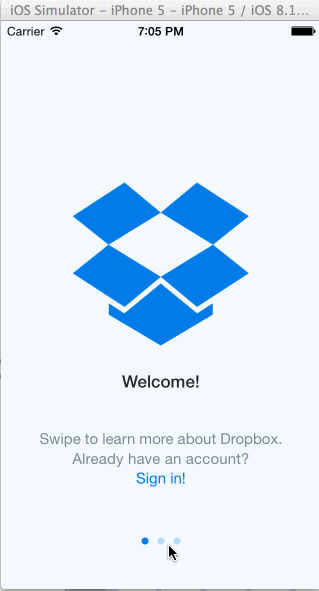 iOS Simulator - iPhone 5 - iPhone 5 / iOS 8.1...
Carrier 7:05 PM
Welcome!
Swipe to learn more about Dropbox.
Already have an account?
Sign in!